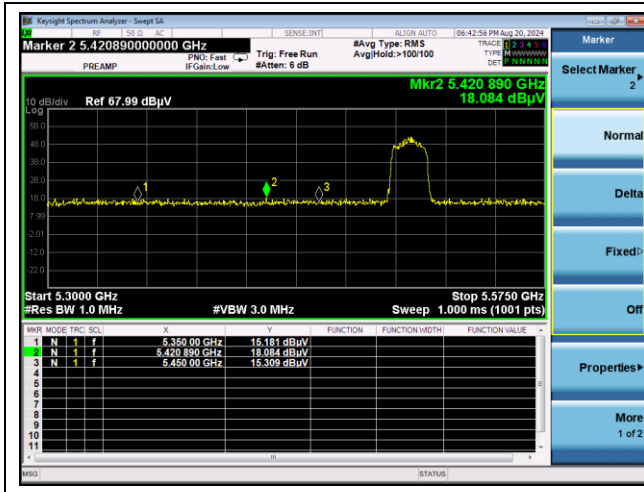 Keysight Spectrum Analyzer - Swept SA
RF 50 Ω AC SENSE:INT ALIGN AUTO 06:42:56 PM Aug 20, 2024
Marker 2 5.420890000000 GHz
#Avg Type: RMS
TRACE 1 2 3 4 5 6
PNO: Fast
Trig: Free Run
Avg|Hold:>100/100
TYPE M W W W W W
PREAMP
IFGain:Low
#Atten: 6 dB
DET P N N N N N
Mkr2 5.420 890 GHz
10 dB/div Ref 67.99 dBµV 18.084 dBµV
Log
58.0
48.0
38.0
28.0
18.0
7.99
-2.01
-12.0
-22.0
1
2
3
Start 5.3000 GHz Stop 5.5750 GHz
#Res BW 1.0 MHz #VBW 3.0 MHz Sweep 1.000 ms (1001 pts)
MKR MODE TRC SCL X Y FUNCTION FUNCTION WIDTH FUNCTION VALUE
1 N 1 f 5.350 00 GHz 15.181 dBµV
2 N 1 f 5.420 890 GHz 18.084 dBµV
3 N 1 f 5.450 00 GHz 15.309 dBµV
4
5
6
7
8
9
10
11
MSG STATUS
Marker
Select Marker
2
Normal
Delta
Fixed
Off
Properties
More
1 of 2